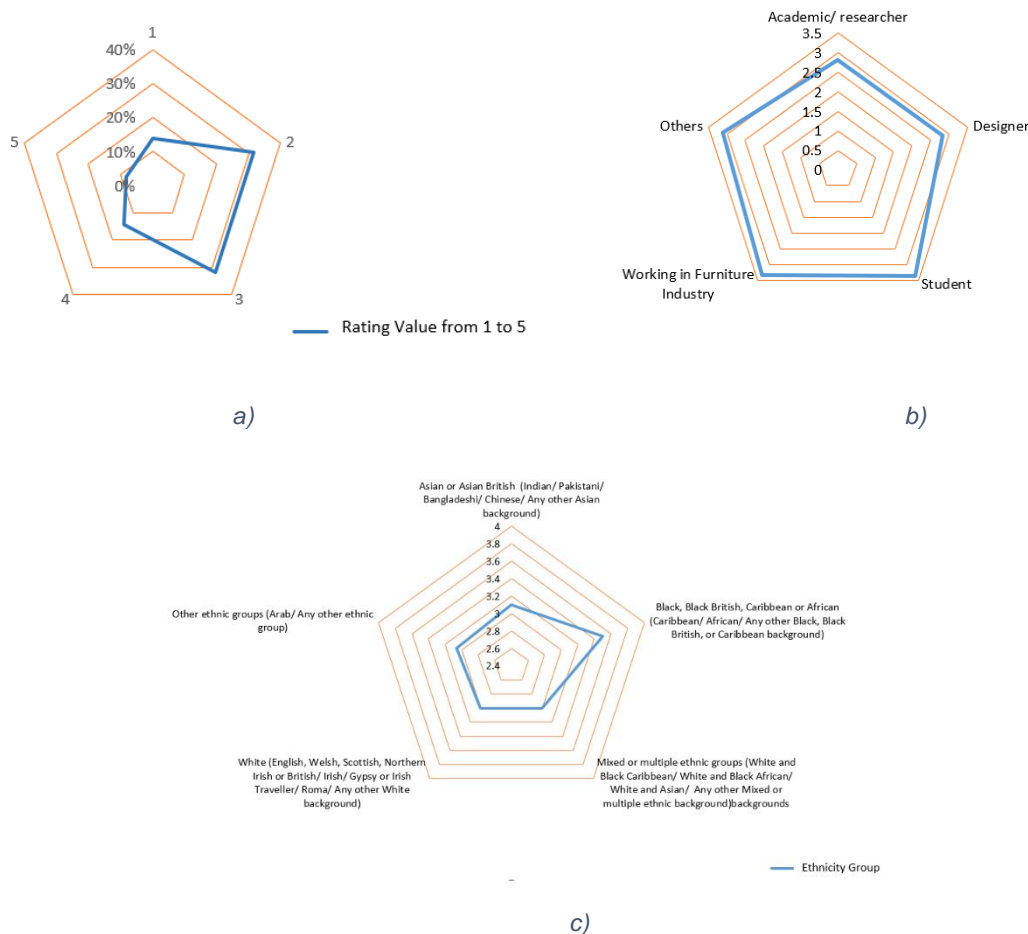 1
40%
30%
20%
10%
0%
5
2
4
3
Rating Value from 1 to 5
a)
Academic/ researcher
3.5
3
2.5
2
1.5
1
0.5
0
Others
Designer
Working in Furniture
Industry
Student
b)
Asian or Asian British (Indian/ Pakistani/
Bangladeshi/ Chinese/ Any other Asian
background)
4
3.8
3.6
3.4
3.2
3
2.8
2.6
2.4
Other ethnic groups (Arab/ Any other ethnic
group)
Black, Black British, Caribbean or African
(Caribbean/ African/ Any other Black, Black
British, or Caribbean background)
White (English, Welsh, Scottish, Northern
Irish or British/ Irish/ Gypsy or Irish
Traveller/ Roma/ Any other White
background)
Mixed or multiple ethnic groups (White and
Black Caribbean/ White and Black African/
White and Asian/ Any other Mixed or
multiple ethnic background)backgrounds
Ethnicity Group
c)